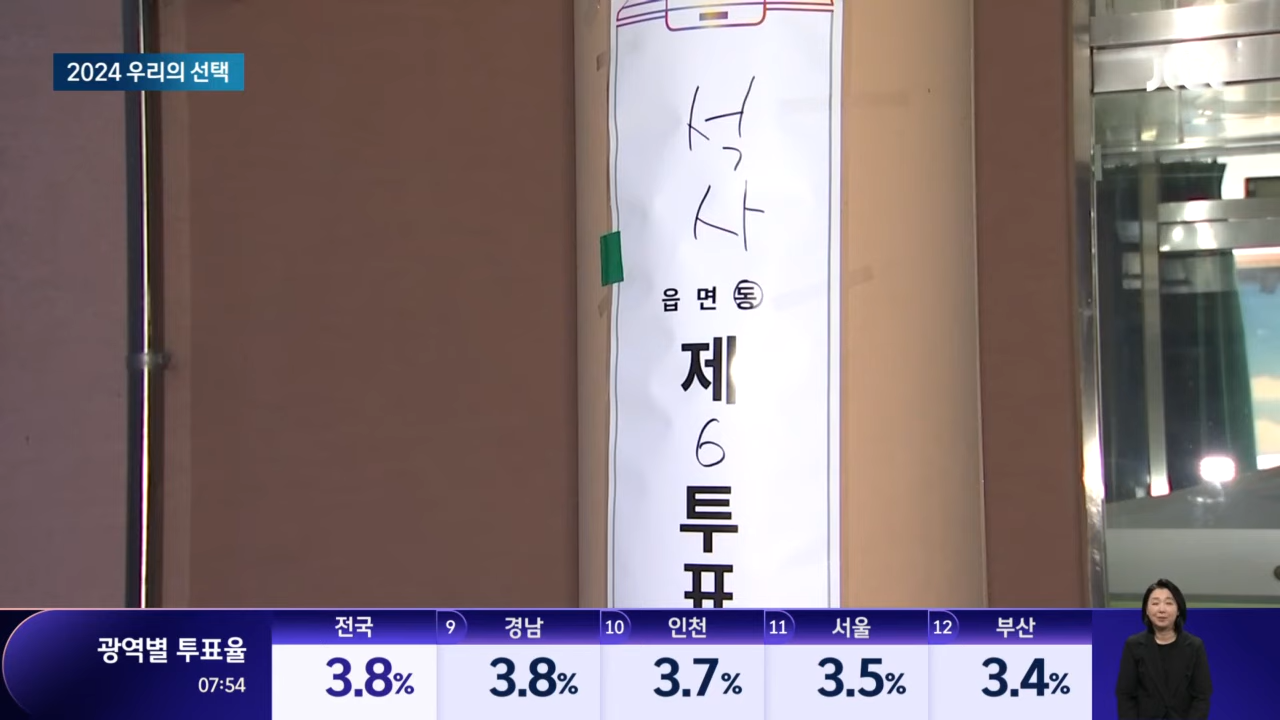 2024 우리의 선택
석
사
읍 면 동
제
6
투
표
광역별 투표율
07:54
전국
3.8%
9 경남
3.8%
10 인천
3.7%
11 서울
3.5%
12 부산
3.4%